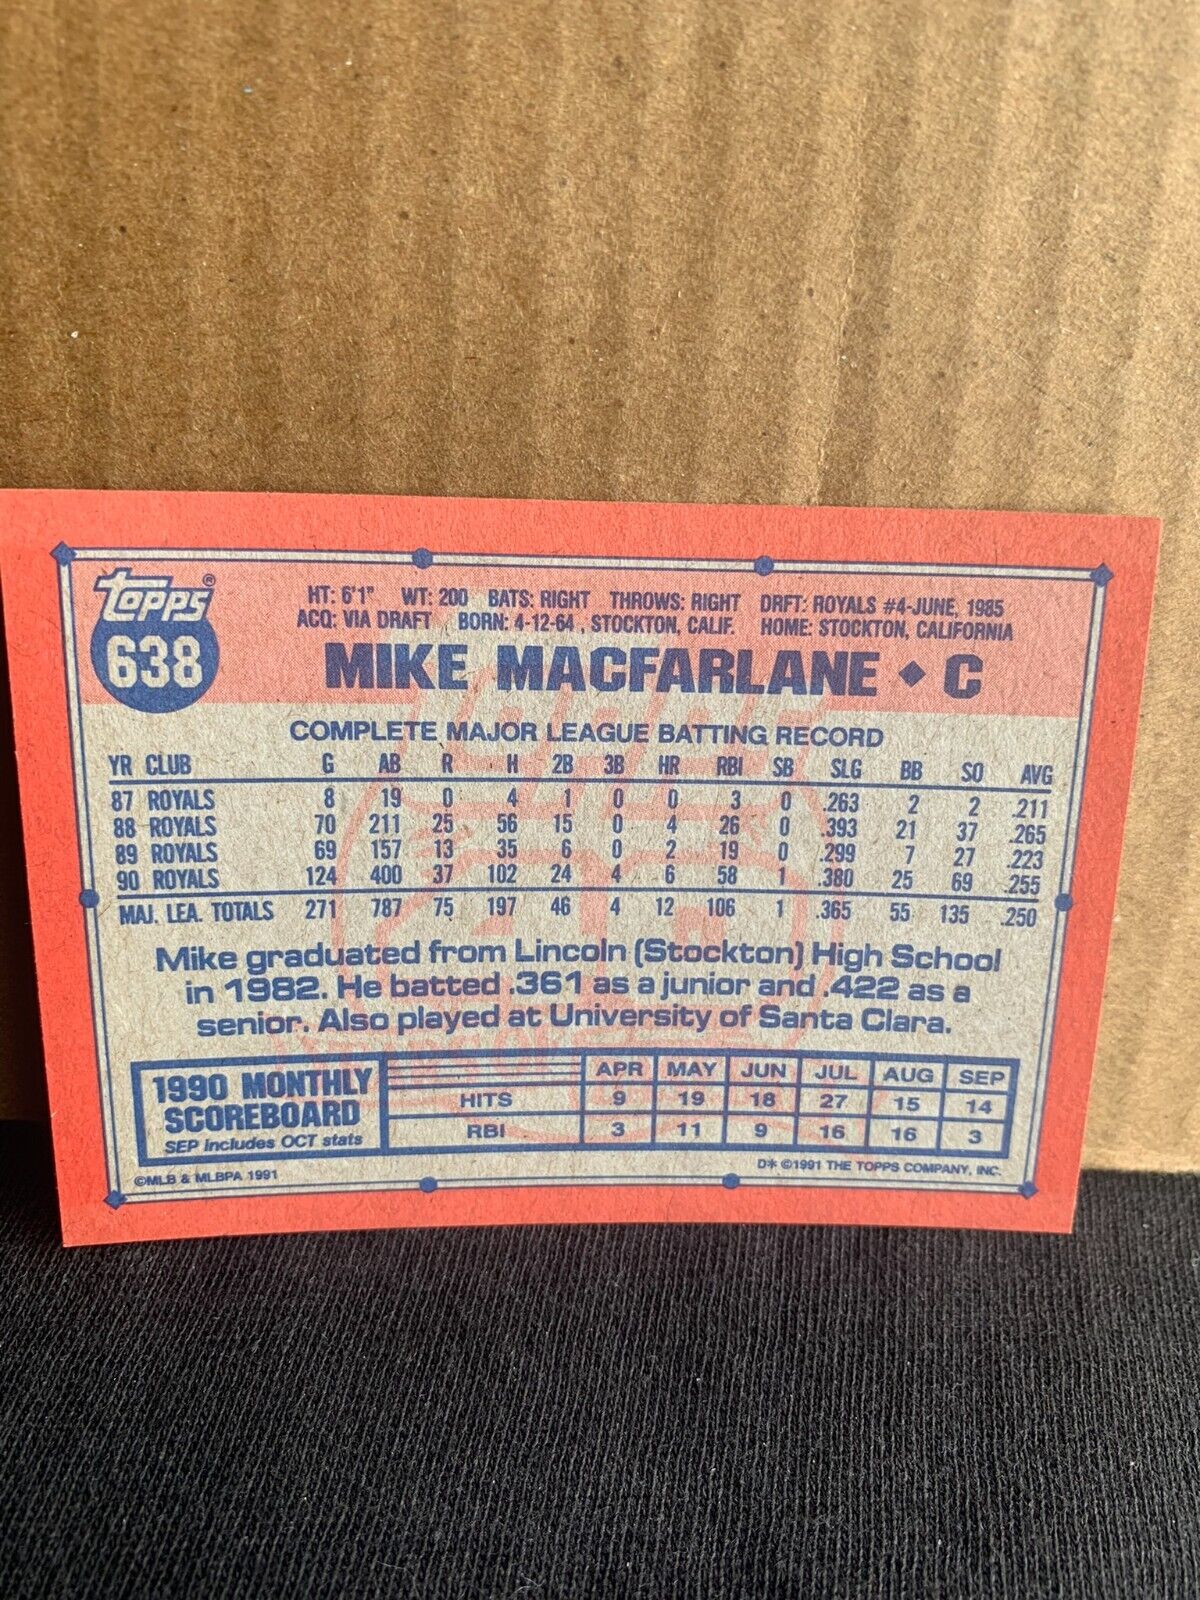 topps®
638
HT: 6'1" WT: 200 BATS: RIGHT THROWS: RIGHT DRFT: ROYALS #4-JUNE, 1985
ACQ: VIA DRAFT BORN: 4-12-64 , STOCKTON, CALIF. HOME: STOCKTON, CALIFORNIA
MIKE MACFARLANE ◆ C
COMPLETE MAJOR LEAGUE BATTING RECORD
YR CLUB G AB R H 2B 3B HR RBI SB SLG BB SO AVG
87 ROYALS 8 19 0 4 1 0 0 3 0 .263 2 2 .211
88 ROYALS 70 211 25 56 15 0 4 26 0 .393 21 37 .265
89 ROYALS 69 157 13 35 6 0 2 19 0 .299 7 27 .223
90 ROYALS 124 400 37 102 24 4 6 58 1 .380 25 69 .255
MAJ. LEA. TOTALS 271 787 75 197 46 4 12 106 1 .365 55 135 .250
Mike graduated from Lincoln (Stockton) High School
in 1982. He batted .361 as a junior and .422 as a
senior. Also played at University of Santa Clara.
1990 MONTHLY
SCOREBOARD
SEP includes OCT stats
APR MAY JUN JUL AUG SEP
HITS 9 19 18 27 15 14
RBI 3 11 9 16 16 3
©MLB & MLBPA 1991
D* ©1991 THE TOPPS COMPANY, INC.